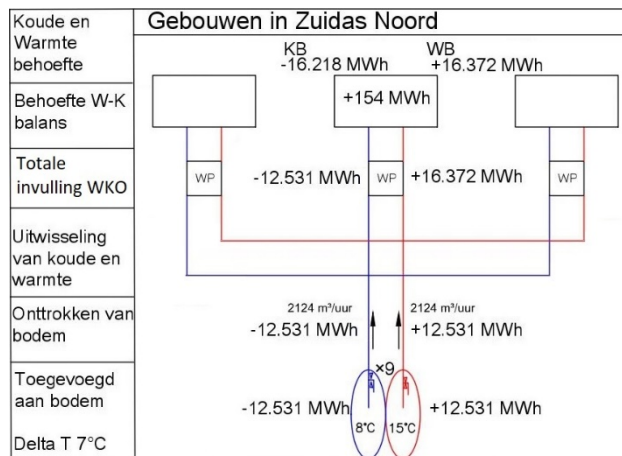 Koude en
Warmte
behoefte
Gebouwen in Zuidas Noord
KB
WB
-16.218 MWh
+16.372 MWh
Behoefte W-K
balans
+154 MWh
Totale
invulling WKO
WP
-12.531 MWh
WP
+16.372 MWh
WP
Uitwisseling
van koude en
warmte
Onttrokken van
bodem
2124 m³/uur
2124 m³/uur
-12.531 MWh
+12.531 MWh
Toegevoegd
aan bodem
×9
-12.531 MWh
+12.531 MWh
8°C
15°C
Delta T 7°C